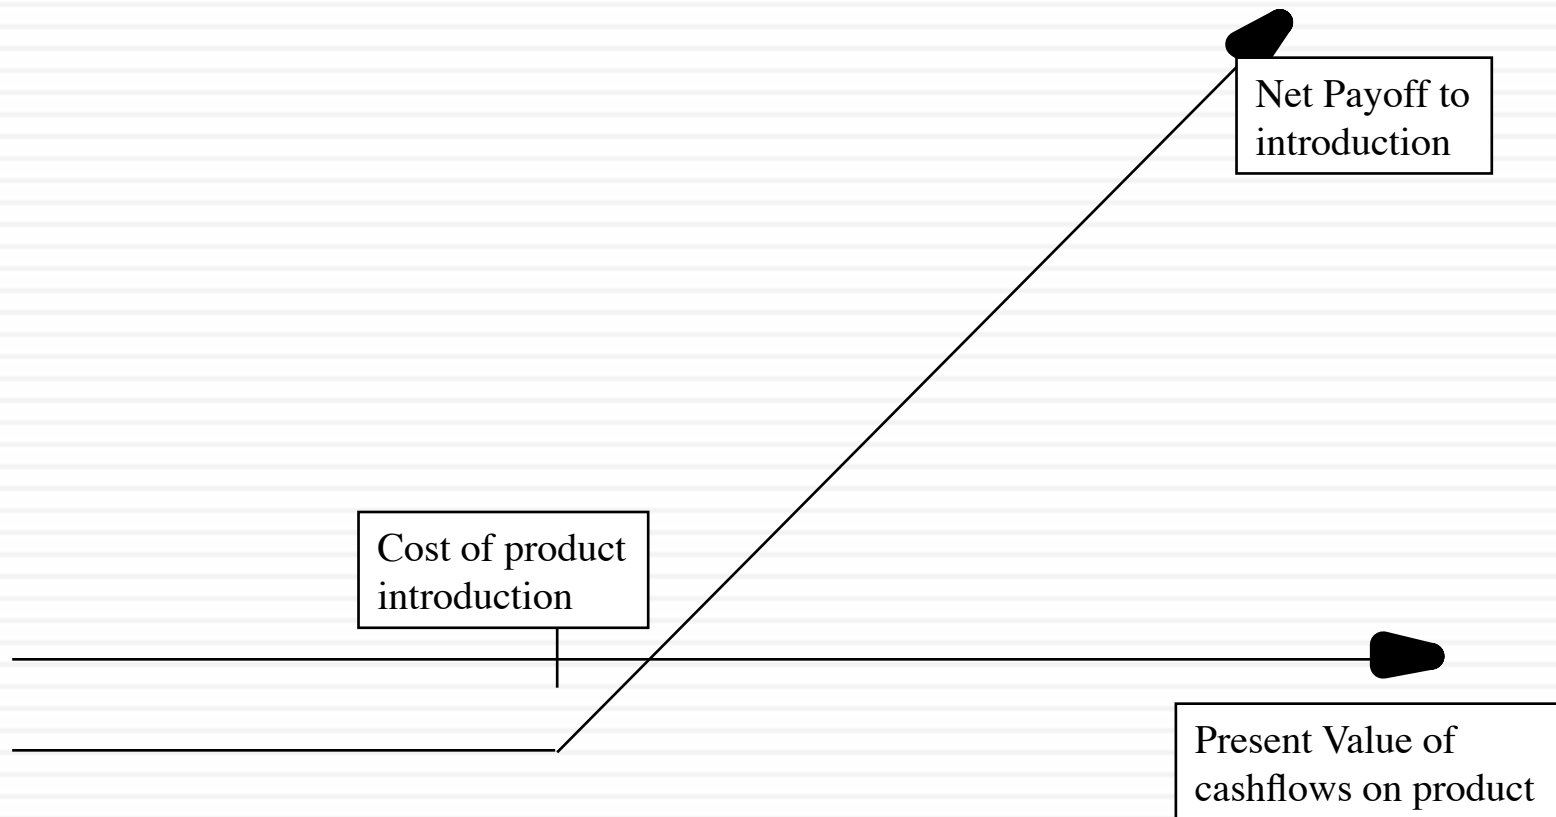 Net Payoff to
introduction
Cost of product
introduction
Present Value of
cashflows on product